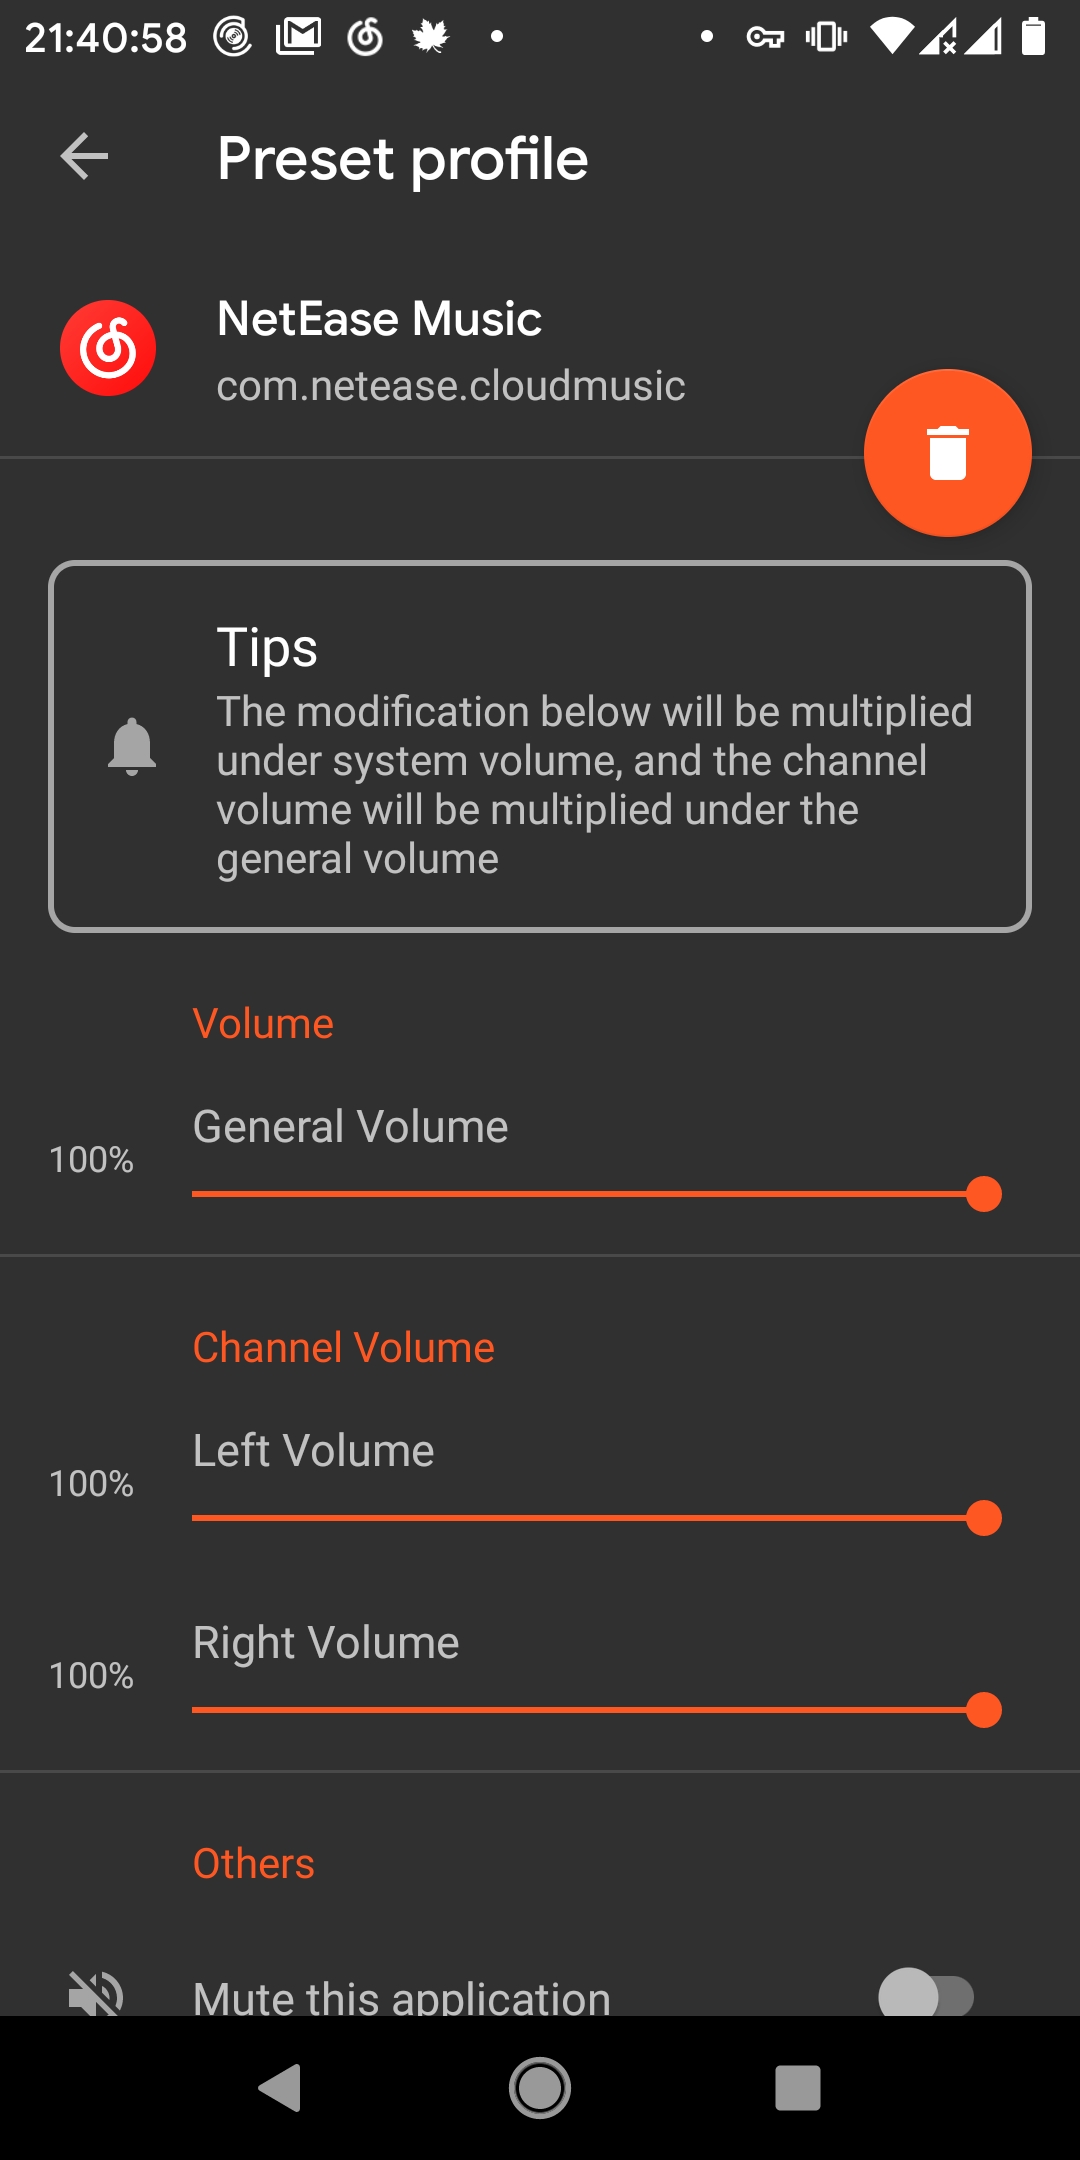 21:40:58
Preset profile
NetEase Music
com.netease.cloudmusic
Tips
The modification below will be multiplied
under system volume, and the channel
volume will be multiplied under the
general volume
Volume
General Volume
100%
Channel Volume
Left Volume
100%
Right Volume
100%
Others
Mute this application